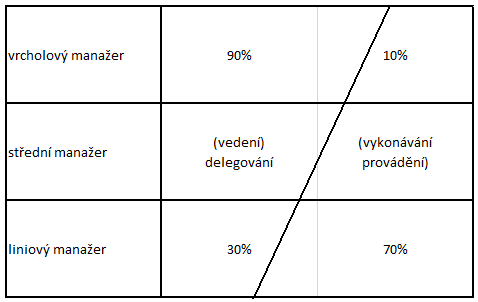 vrcholový manažer 90% 10%
střední manažer (vedení) delegování (vykonávání provádění)
liniový manažer 30% 70%